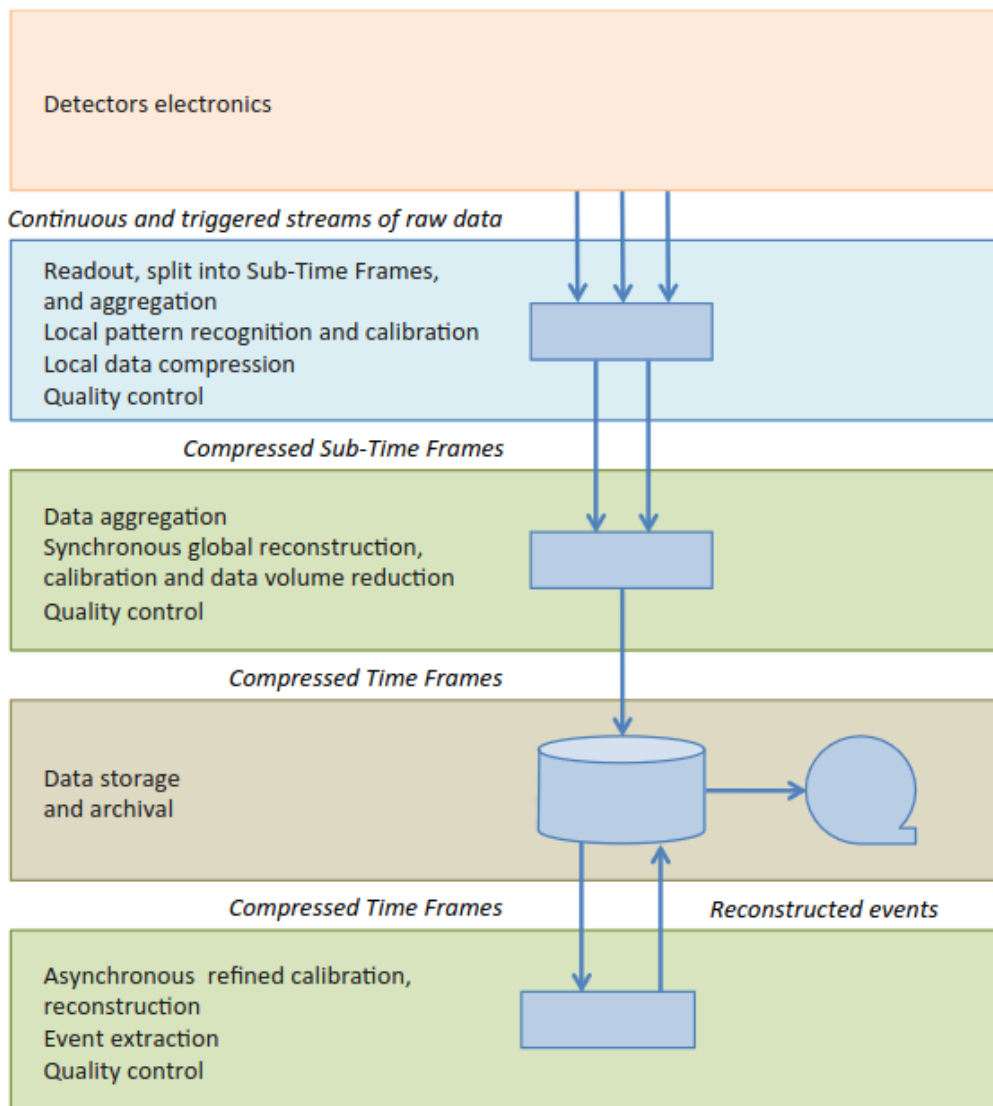 Detectors electronics
Continuous and triggered streams of raw data
Readout, split into Sub-Time Frames,
and aggregation
Local pattern recognition and calibration
Local data compression
Quality control
Compressed Sub-Time Frames
Data aggregation
Synchronous global reconstruction,
calibration and data volume reduction
Quality control
Compressed Time Frames
Data storage
and archival
Compressed Time Frames
Reconstructed events
Asynchronous  refined calibration,
reconstruction
Event extraction
Quality control